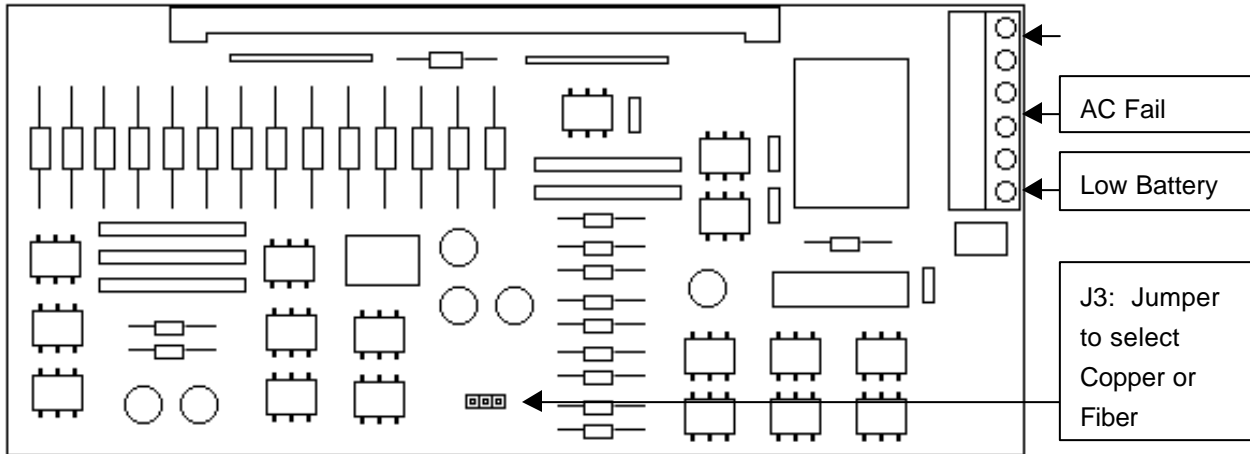 AC Fail
Low Battery
J3: Jumper
to select
Copper or
Fiber